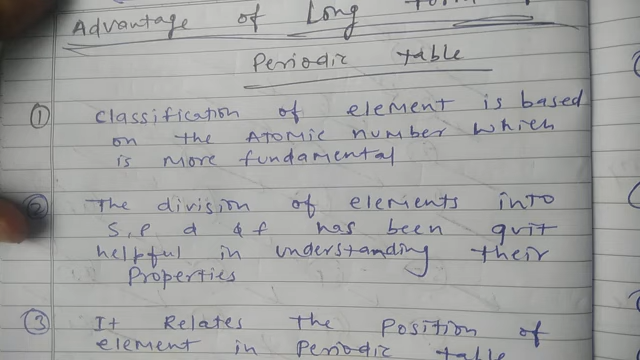 Advantage of Long form
Periodic table
① Classification of element is based
on the Atomic number which
is more fundamental
② The division of elements into
S, P d & f has been quit
helpful in understanding their
Properties
③ It Relates the Position of
element in Periodic table